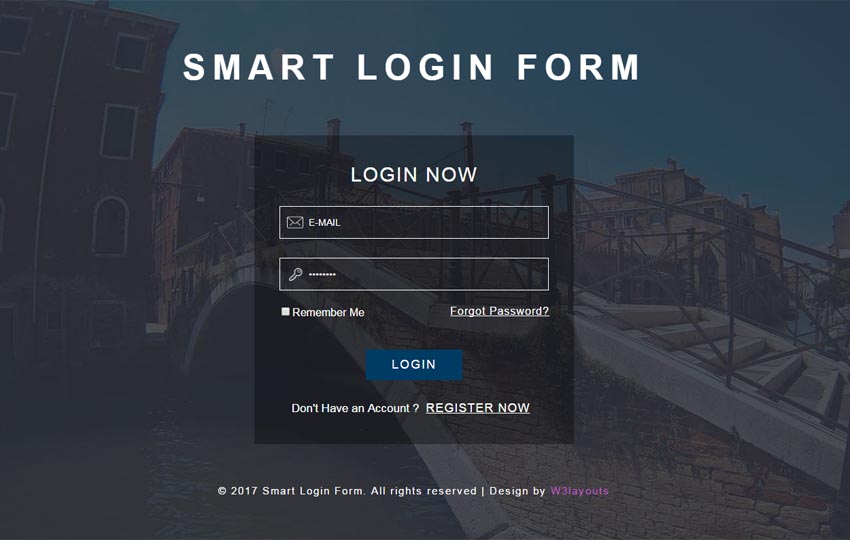 SMART LOGIN FORM
LOGIN NOW
E-MAIL
••••••••
Remember Me Forgot Password?
LOGIN
Don't Have an Account ? REGISTER NOW
© 2017 Smart Login Form. All rights reserved | Design by W3layouts